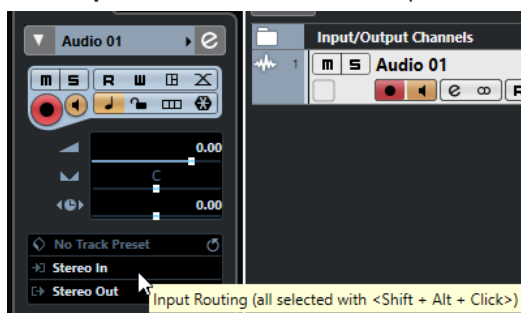 Audio 01
m S R W
0.00
C
0.00
No Track Preset
Stereo In
Stereo Out
Input/Output Channels
1 m S Audio 01
e R
Input Routing (all selected with <Shift + Alt + Click>)